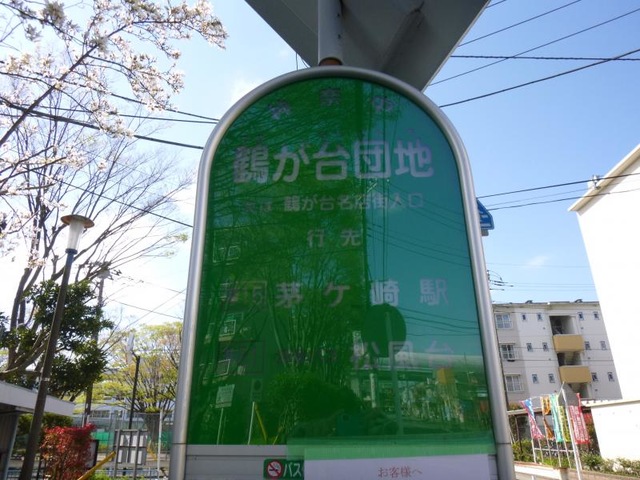 鶴が台団地
鶴が台名店街入口
行先
茅ケ崎駅
松風台
バス
お客様へ